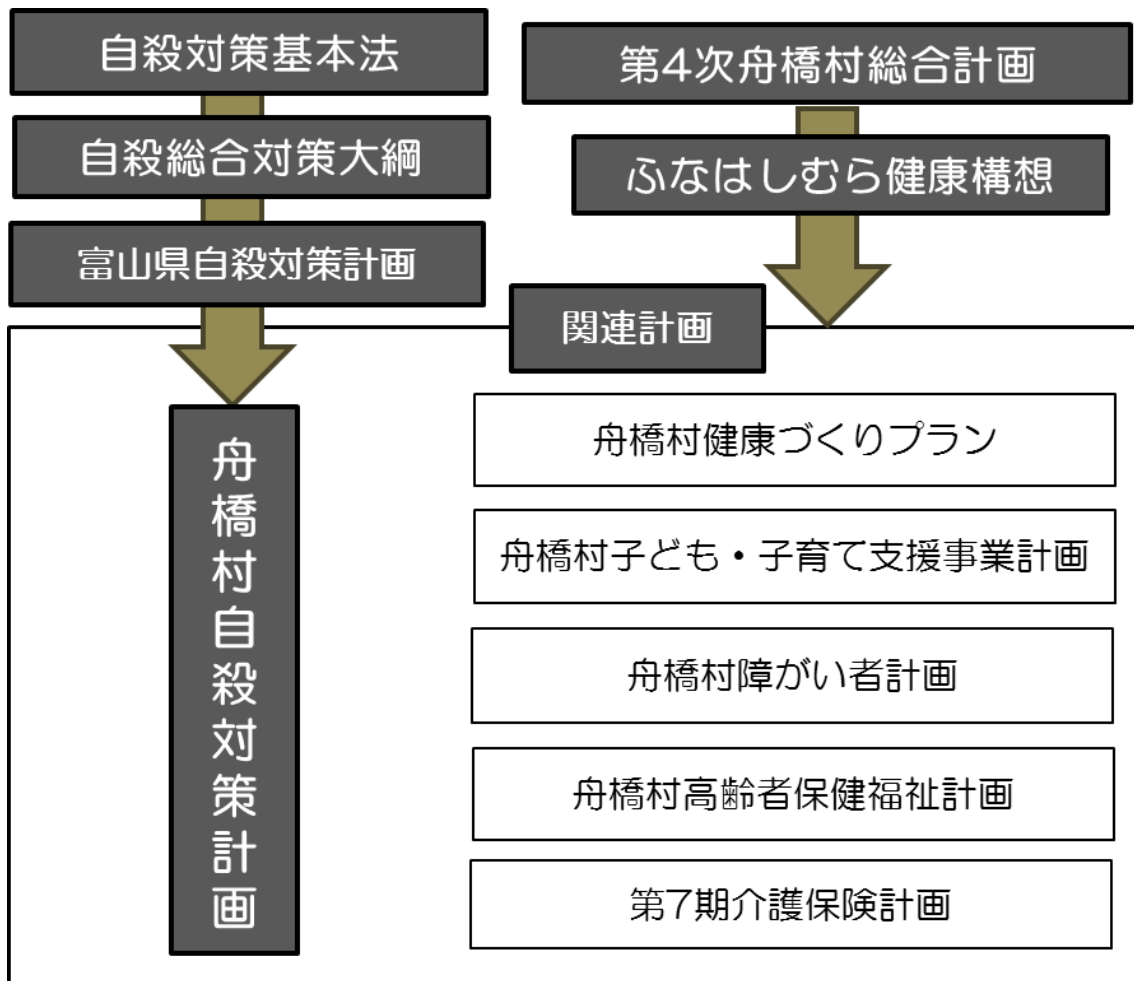 自殺対策基本法
自殺総合対策大綱
富山県自殺対策計画
第4次舟橋村総合計画
ふなはしむら健康構想
関連計画
舟橋村自殺対策計画
舟橋村健康づくりプラン
舟橋村子ども・子育て支援事業計画
舟橋村障がい者計画
舟橋村高齢者保健福祉計画
第7期介護保険計画